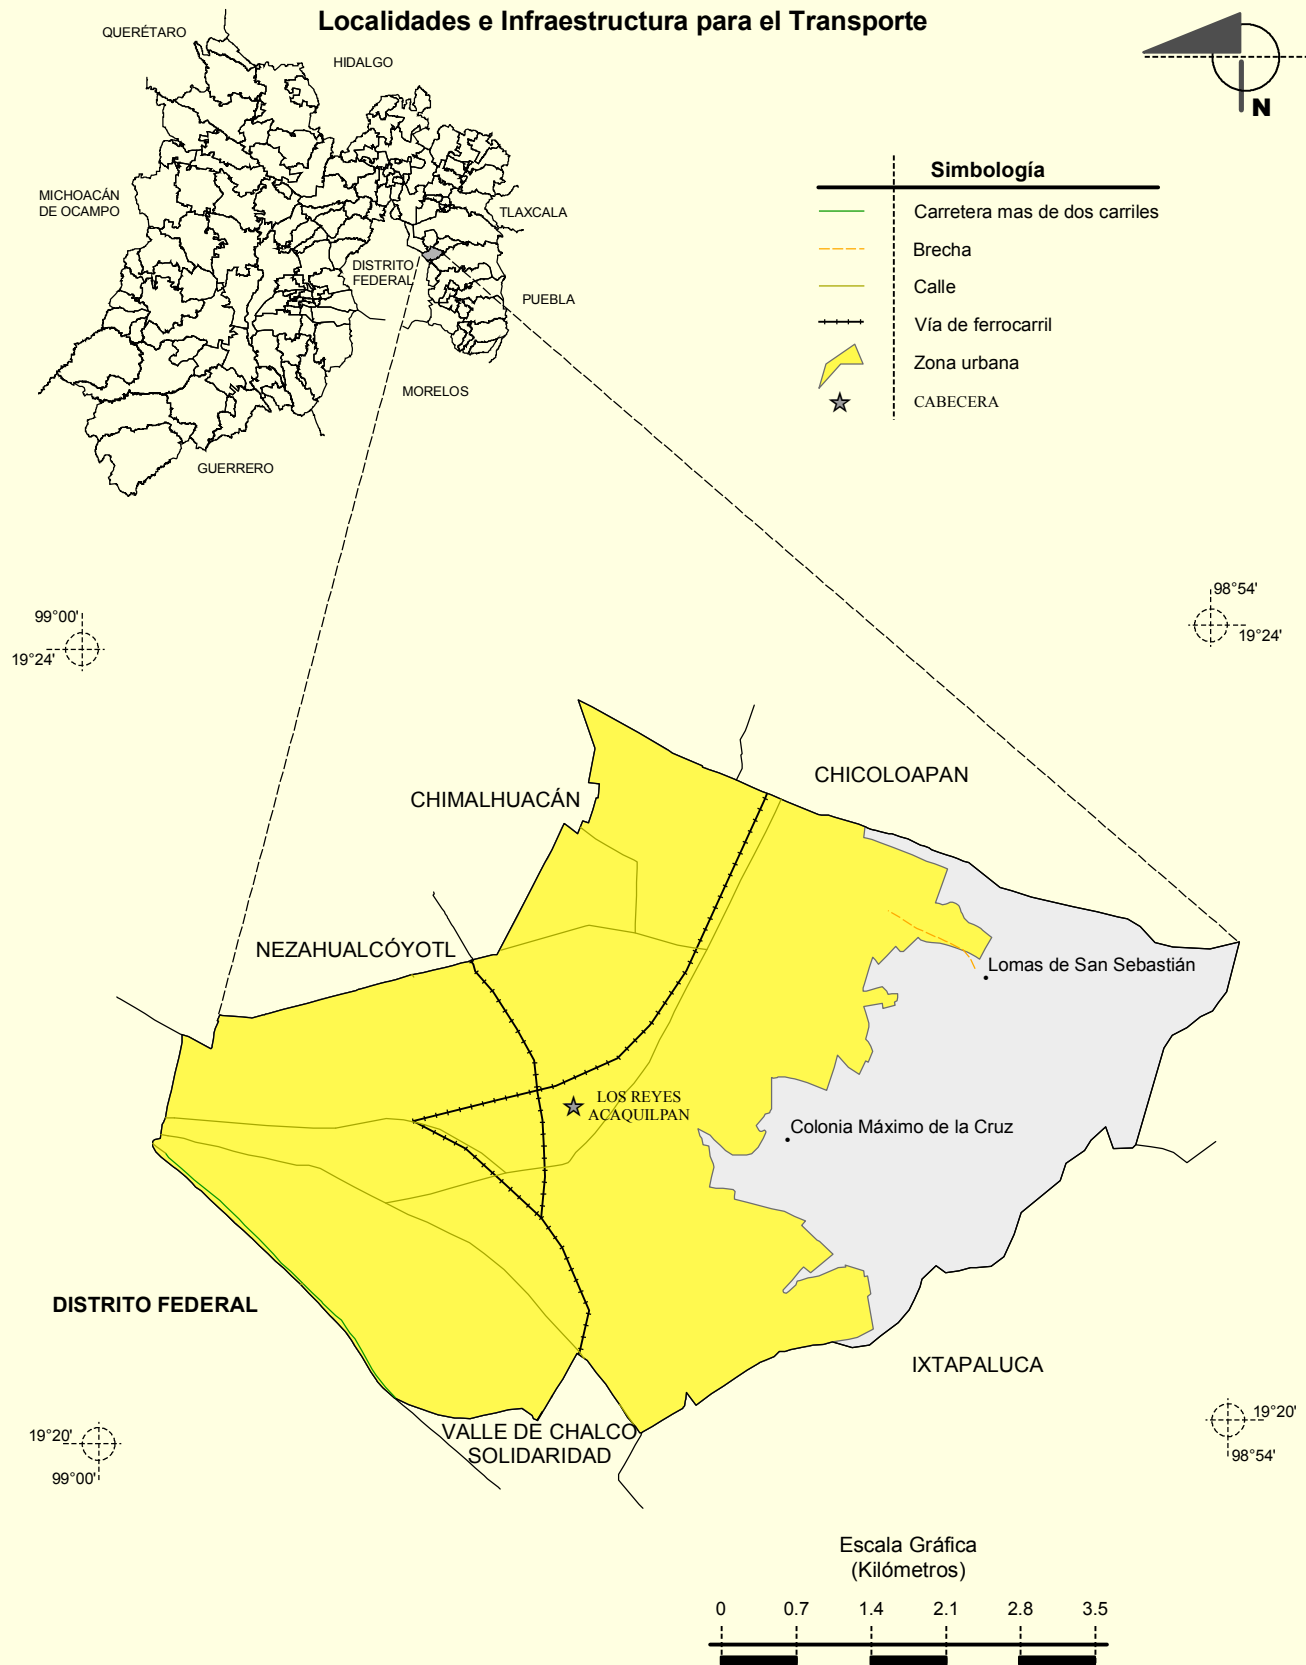 Localidades e Infraestructura para el Transporte
QUERÉTARO
HIDALGO
MICHOACÁN
DE OCAMPO
TLAXCALA
DISTRITO
FEDERAL
PUEBLA
MORELOS
GUERRERO
N
Simbología
Carretera mas de dos carriles
Brecha
Calle
Vía de ferrocarril
Zona urbana
CABECERA
99°00'
19°24'
98°54'
19°24'
CHICOLOAPAN
CHIMALHUACÁN
NEZAHUALCÓYOTL
Lomas de San Sebastián
LOS REYES
ACAQUILPAN
Colonia Máximo de la Cruz
DISTRITO FEDERAL
IXTAPALUCA
VALLE DE CHALCO
SOLIDARIDAD
19°20'
99°00'
19°20'
98°54'
Escala Gráfica
(Kilómetros)
0 0.7 1.4 2.1 2.8 3.5